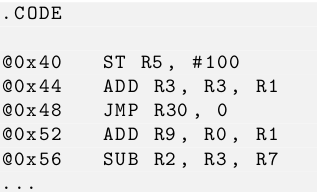 .CODE
@0x40 ST R5, #100
@0x44 ADD R3, R3, R1
@0x48 JMP R30, 0
@0x52 ADD R9, R0, R1
@0x56 SUB R2, R3, R7
...